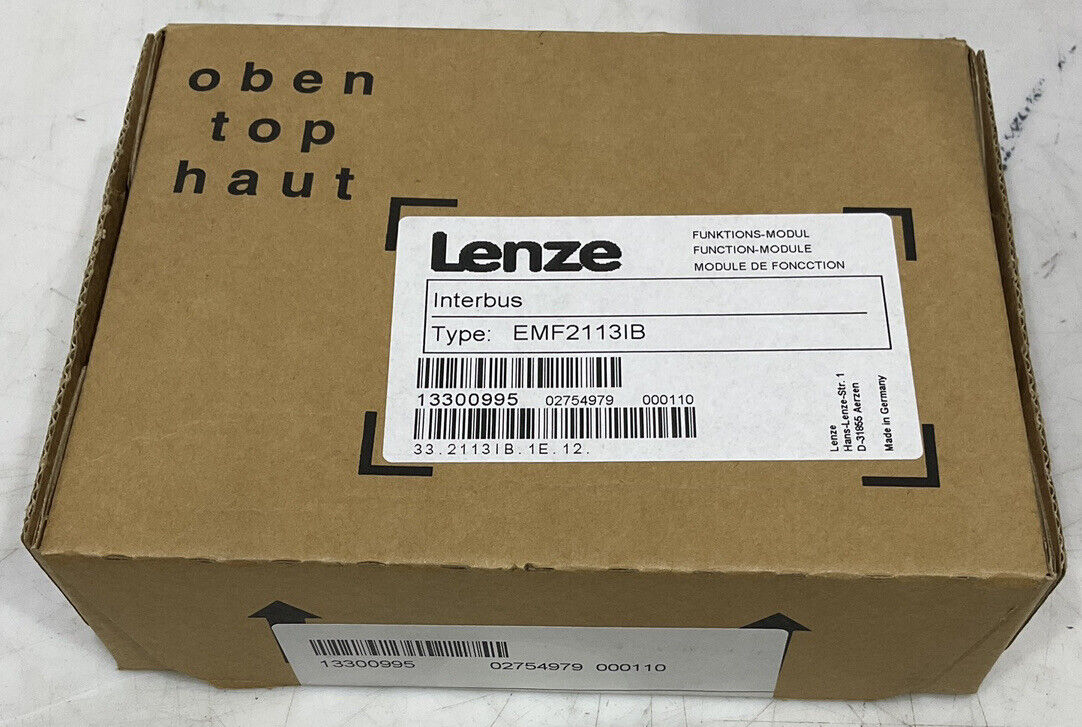 oben
top
haut
Lenze
FUNKTIONS-MODUL
FUNCTION-MODULE
MODULE DE FONCCTION
Interbus
Type: EMF2113IB
13300995 02754979 000110
33.2113IB.1E.12.
Lenze
Hans-Lenze-Str. 1
D-31855 Aerzen
Made in Germany
13300995 02754979 000110